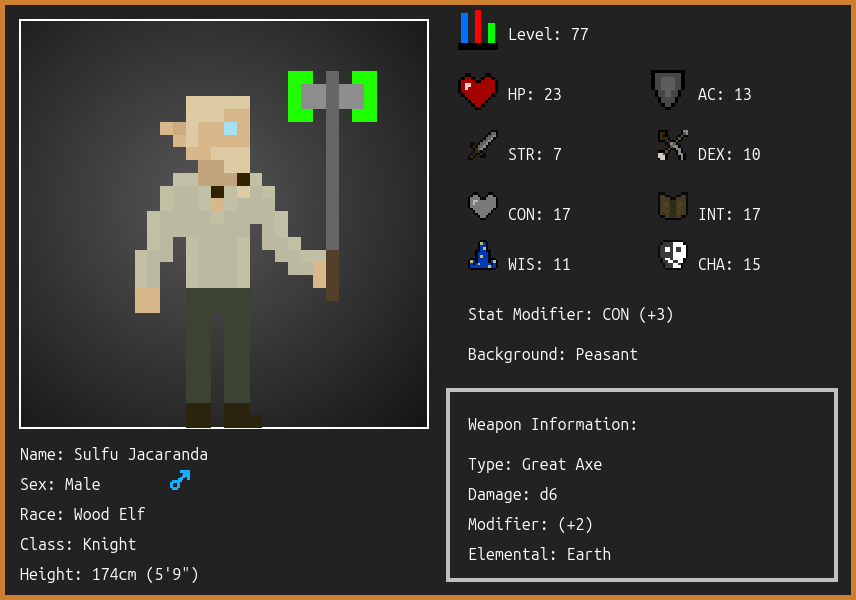 Level: 77
HP: 23
AC: 13
STR: 7
DEX: 10
CON: 17
INT: 17
WIS: 11
CHA: 15
Stat Modifier: CON (+3)
Background: Peasant
Weapon Information:
Type: Great Axe
Damage: d6
Modifier: (+2)
Elemental: Earth
Name: Sulfu Jacaranda
Sex: Male
Race: Wood Elf
Class: Knight
Height: 174cm (5'9")